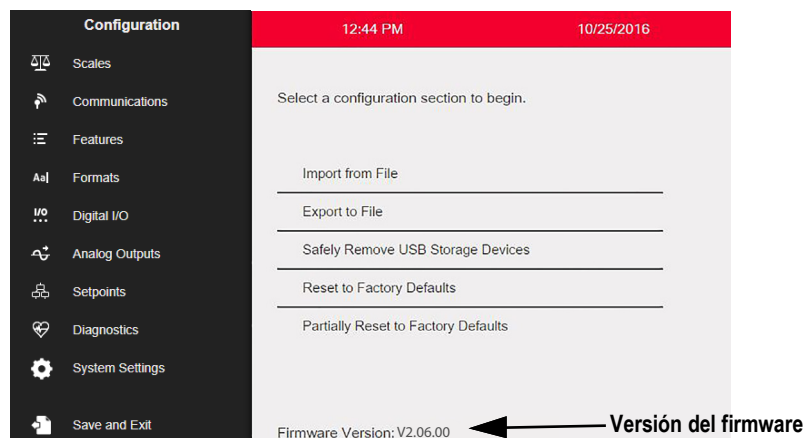 Configuration
12:44 PM
10/25/2016
Scales
Communications
Features
Aa
Formats
I/O
Digital I/O
Analog Outputs
Setpoints
Diagnostics
System Settings
Save and Exit
Select a configuration section to begin.
Import from File
Export to File
Safely Remove USB Storage Devices
Reset to Factory Defaults
Partially Reset to Factory Defaults
Firmware Version: V2.06.00
Versión del firmware